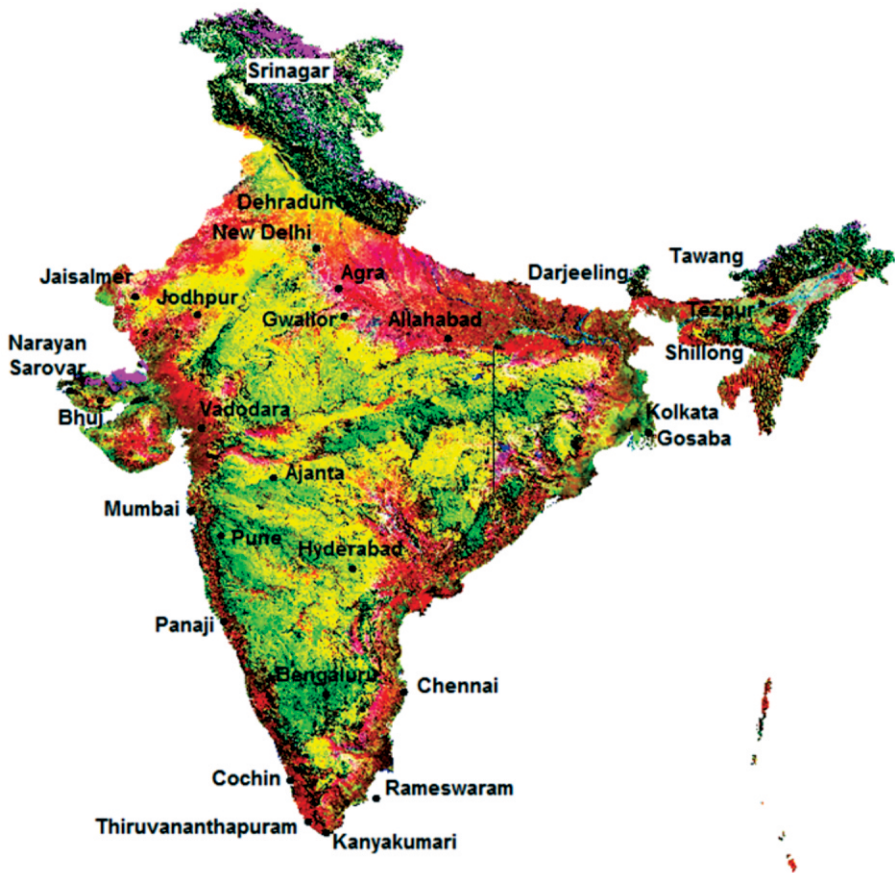 Srinagar
Dehradun
New Delhi
Jaisalmer
Agra
Darjeeling
Tawang
Jodhpur
Gwalior
Allahabad
Tezpur
Narayan
Sarovar
Shillong
Bhuj
Vadodara
Kolkata
Gosaba
Ajanta
Mumbai
Pune
Hyderabad
Panaji
Bengaluru
Chennai
Cochin
Rameswaram
Thiruvananthapuram
Kanyakumari